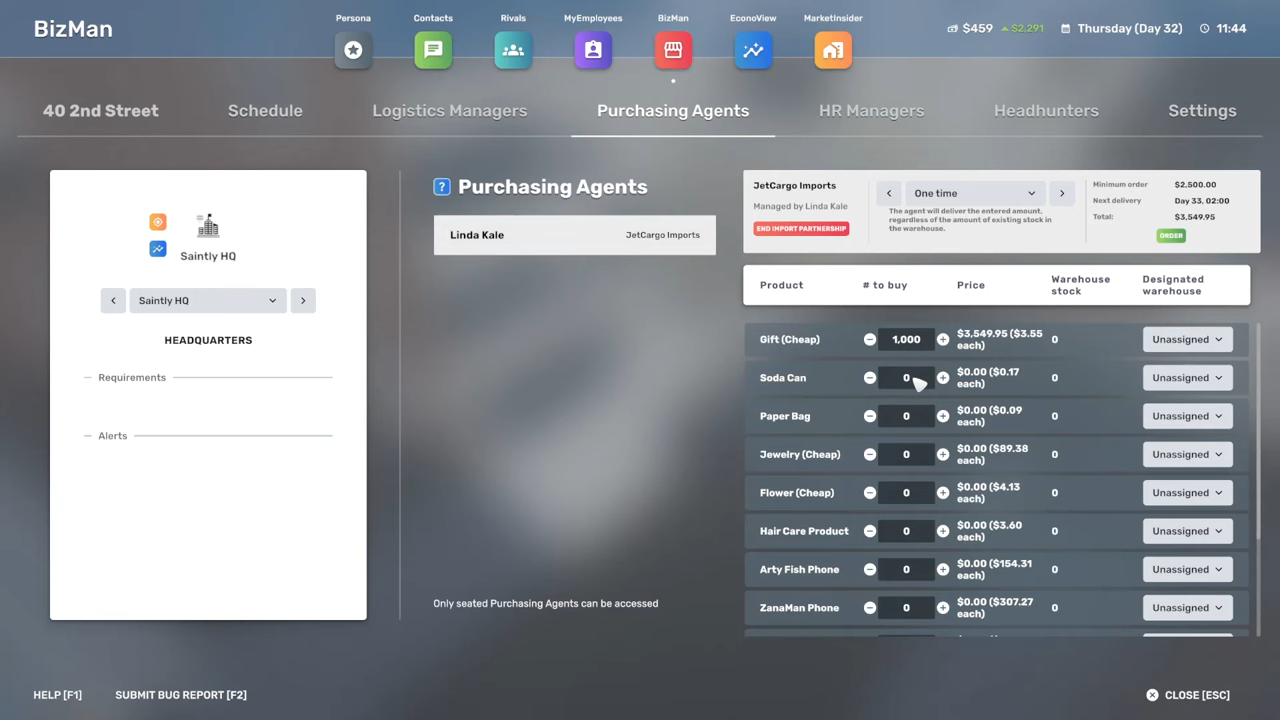 BizMan
Persona
Contacts
Rivals
MyEmployees
BizMan
EconoView
MarketInsider
$459
$2,291
Thursday (Day 32)
11:44
40 2nd Street
Schedule
Logistics Managers
Purchasing Agents
HR Managers
Headhunters
Settings
Saintly HQ
Saintly HQ
HEADQUARTERS
Requirements
Alerts
? Purchasing Agents
Linda Kale JetCargo Imports
Only seated Purchasing Agents can be accessed
JetCargo Imports
Managed by Linda Kale
END IMPORT PARTNERSHIP
One time
The agent will deliver the entered amount,
regardless of the amount of existing stock in
the warehouse.
Minimum order $2,500.00
Next delivery Day 33, 02:00
Total: $3,549.95
ORDER
Product # to buy Price Warehouse stock Designated warehouse
Gift (Cheap) 1,000 $3,549.95 ($3.55 each) 0 Unassigned
Soda Can 0 $0.00 ($0.17 each) 0 Unassigned
Paper Bag 0 $0.00 ($0.09 each) 0 Unassigned
Jewelry (Cheap) 0 $0.00 ($89.38 each) 0 Unassigned
Flower (Cheap) 0 $0.00 ($4.13 each) 0 Unassigned
Hair Care Product 0 $0.00 ($3.60 each) 0 Unassigned
Arty Fish Phone 0 $0.00 ($154.31 each) 0 Unassigned
ZanaMan Phone 0 $0.00 ($307.27 each) 0 Unassigned
HELP [F1]
SUBMIT BUG REPORT [F2]
CLOSE [ESC]